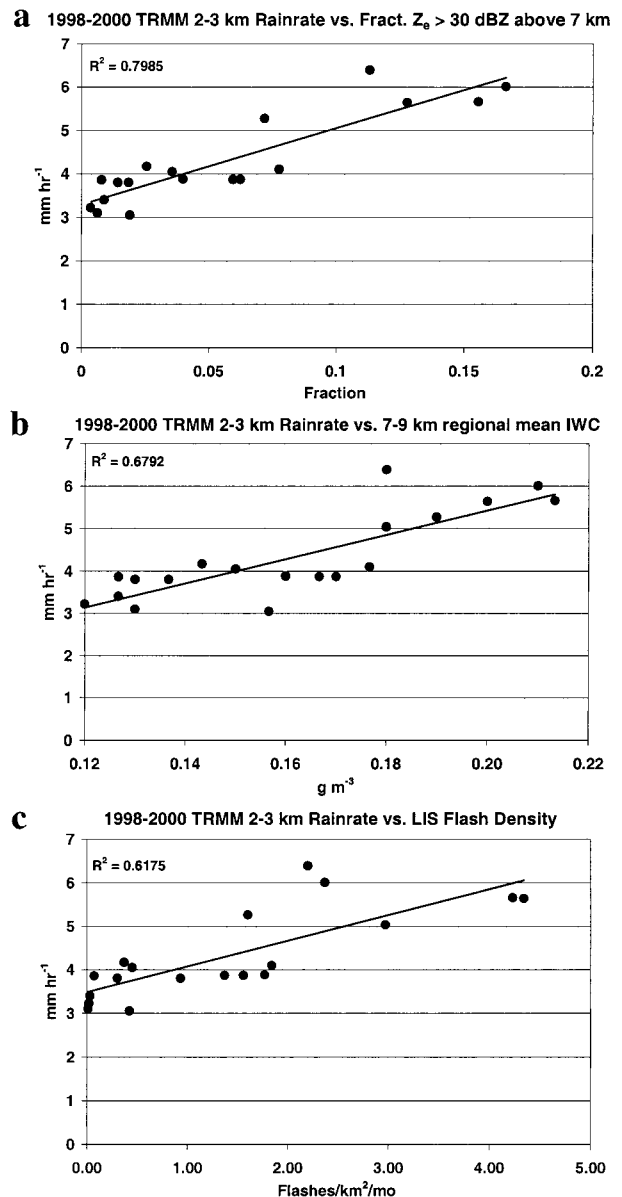 a 1998-2000 TRMM 2-3 km Rainrate vs. Fract. Ze > 30 dBZ above 7 km
7
R² = 0.7985
6
5
4
3
2
1
0
mm hr⁻¹
0 0.05 0.1 0.15 0.2
Fraction
b 1998-2000 TRMM 2-3 km Rainrate vs. 7-9 km regional mean IWC
7
R² = 0.6792
6
5
4
3
2
1
0
mm hr⁻¹
0.12 0.14 0.16 0.18 0.20 0.22
g m⁻³
c 1998-2000 TRMM 2-3 km Rainrate vs. LIS Flash Density
7
R² = 0.6175
6
5
4
3
2
1
0
mm hr⁻¹
0.00 1.00 2.00 3.00 4.00 5.00
Flashes/km²/mo